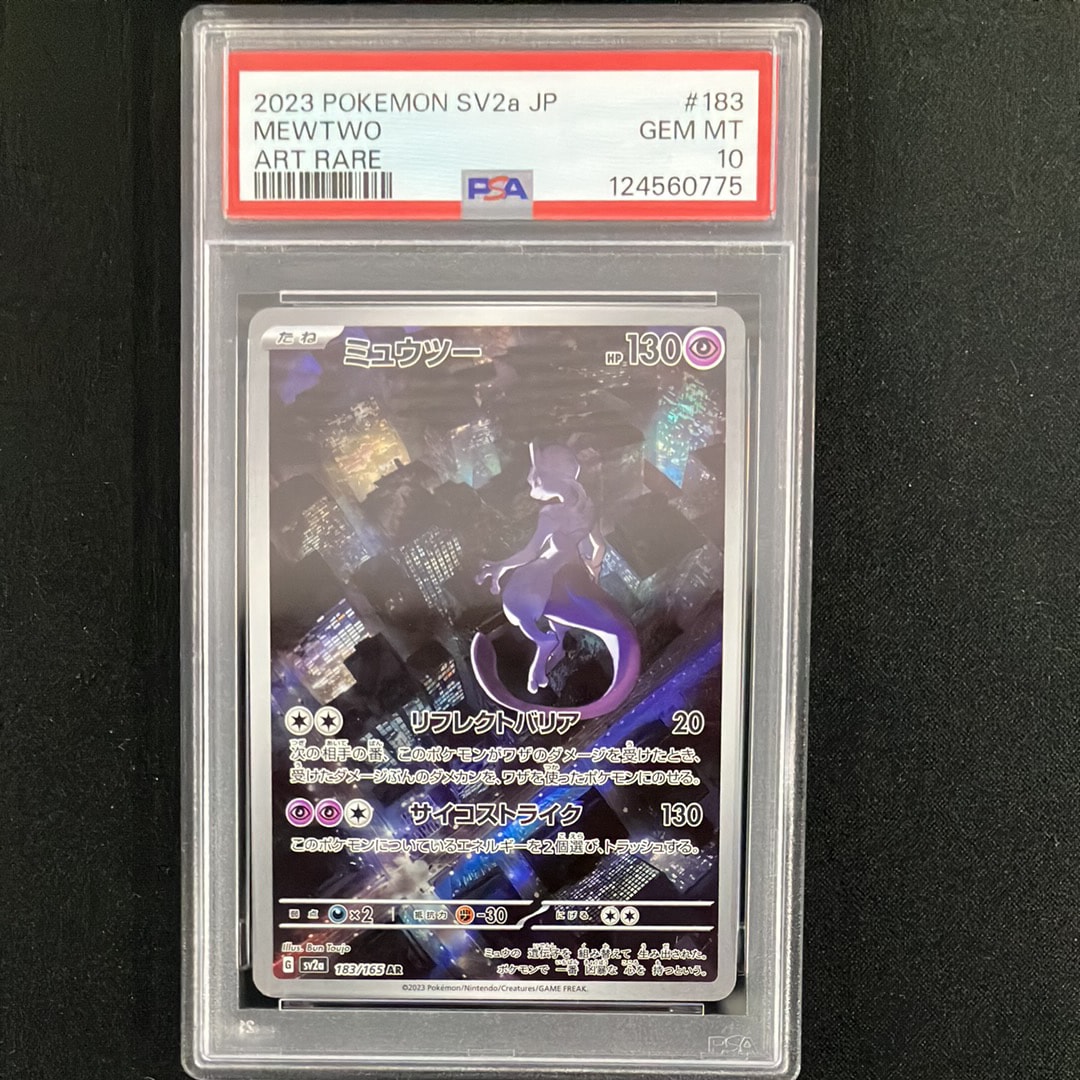 2023 POKEMON SV2a JP #183
MEWTWO GEM MT
ART RARE 10
PSA 124560775
たね ミュウツー HP 130
リフレクトバリア 20
次の相手の番、このポケモンがワザのダメージを受けたとき、
受けたダメージぶんのダメカンを、ワザを使ったポケモンにのせる。
サイコストライク 130
このポケモンについているエネルギーを2個選び、トラッシュする。
弱点 ×2 抵抗力 -30 にげる
Illus. Bun Toujo
ミュウの 遺伝子を 組み替えて 生み出された。
G sv2a 183/165 AR
ポケモンで 一番 凶暴な 心を 持つという。
©2023 Pokémon/Nintendo/Creatures/GAME FREAK.
PSA